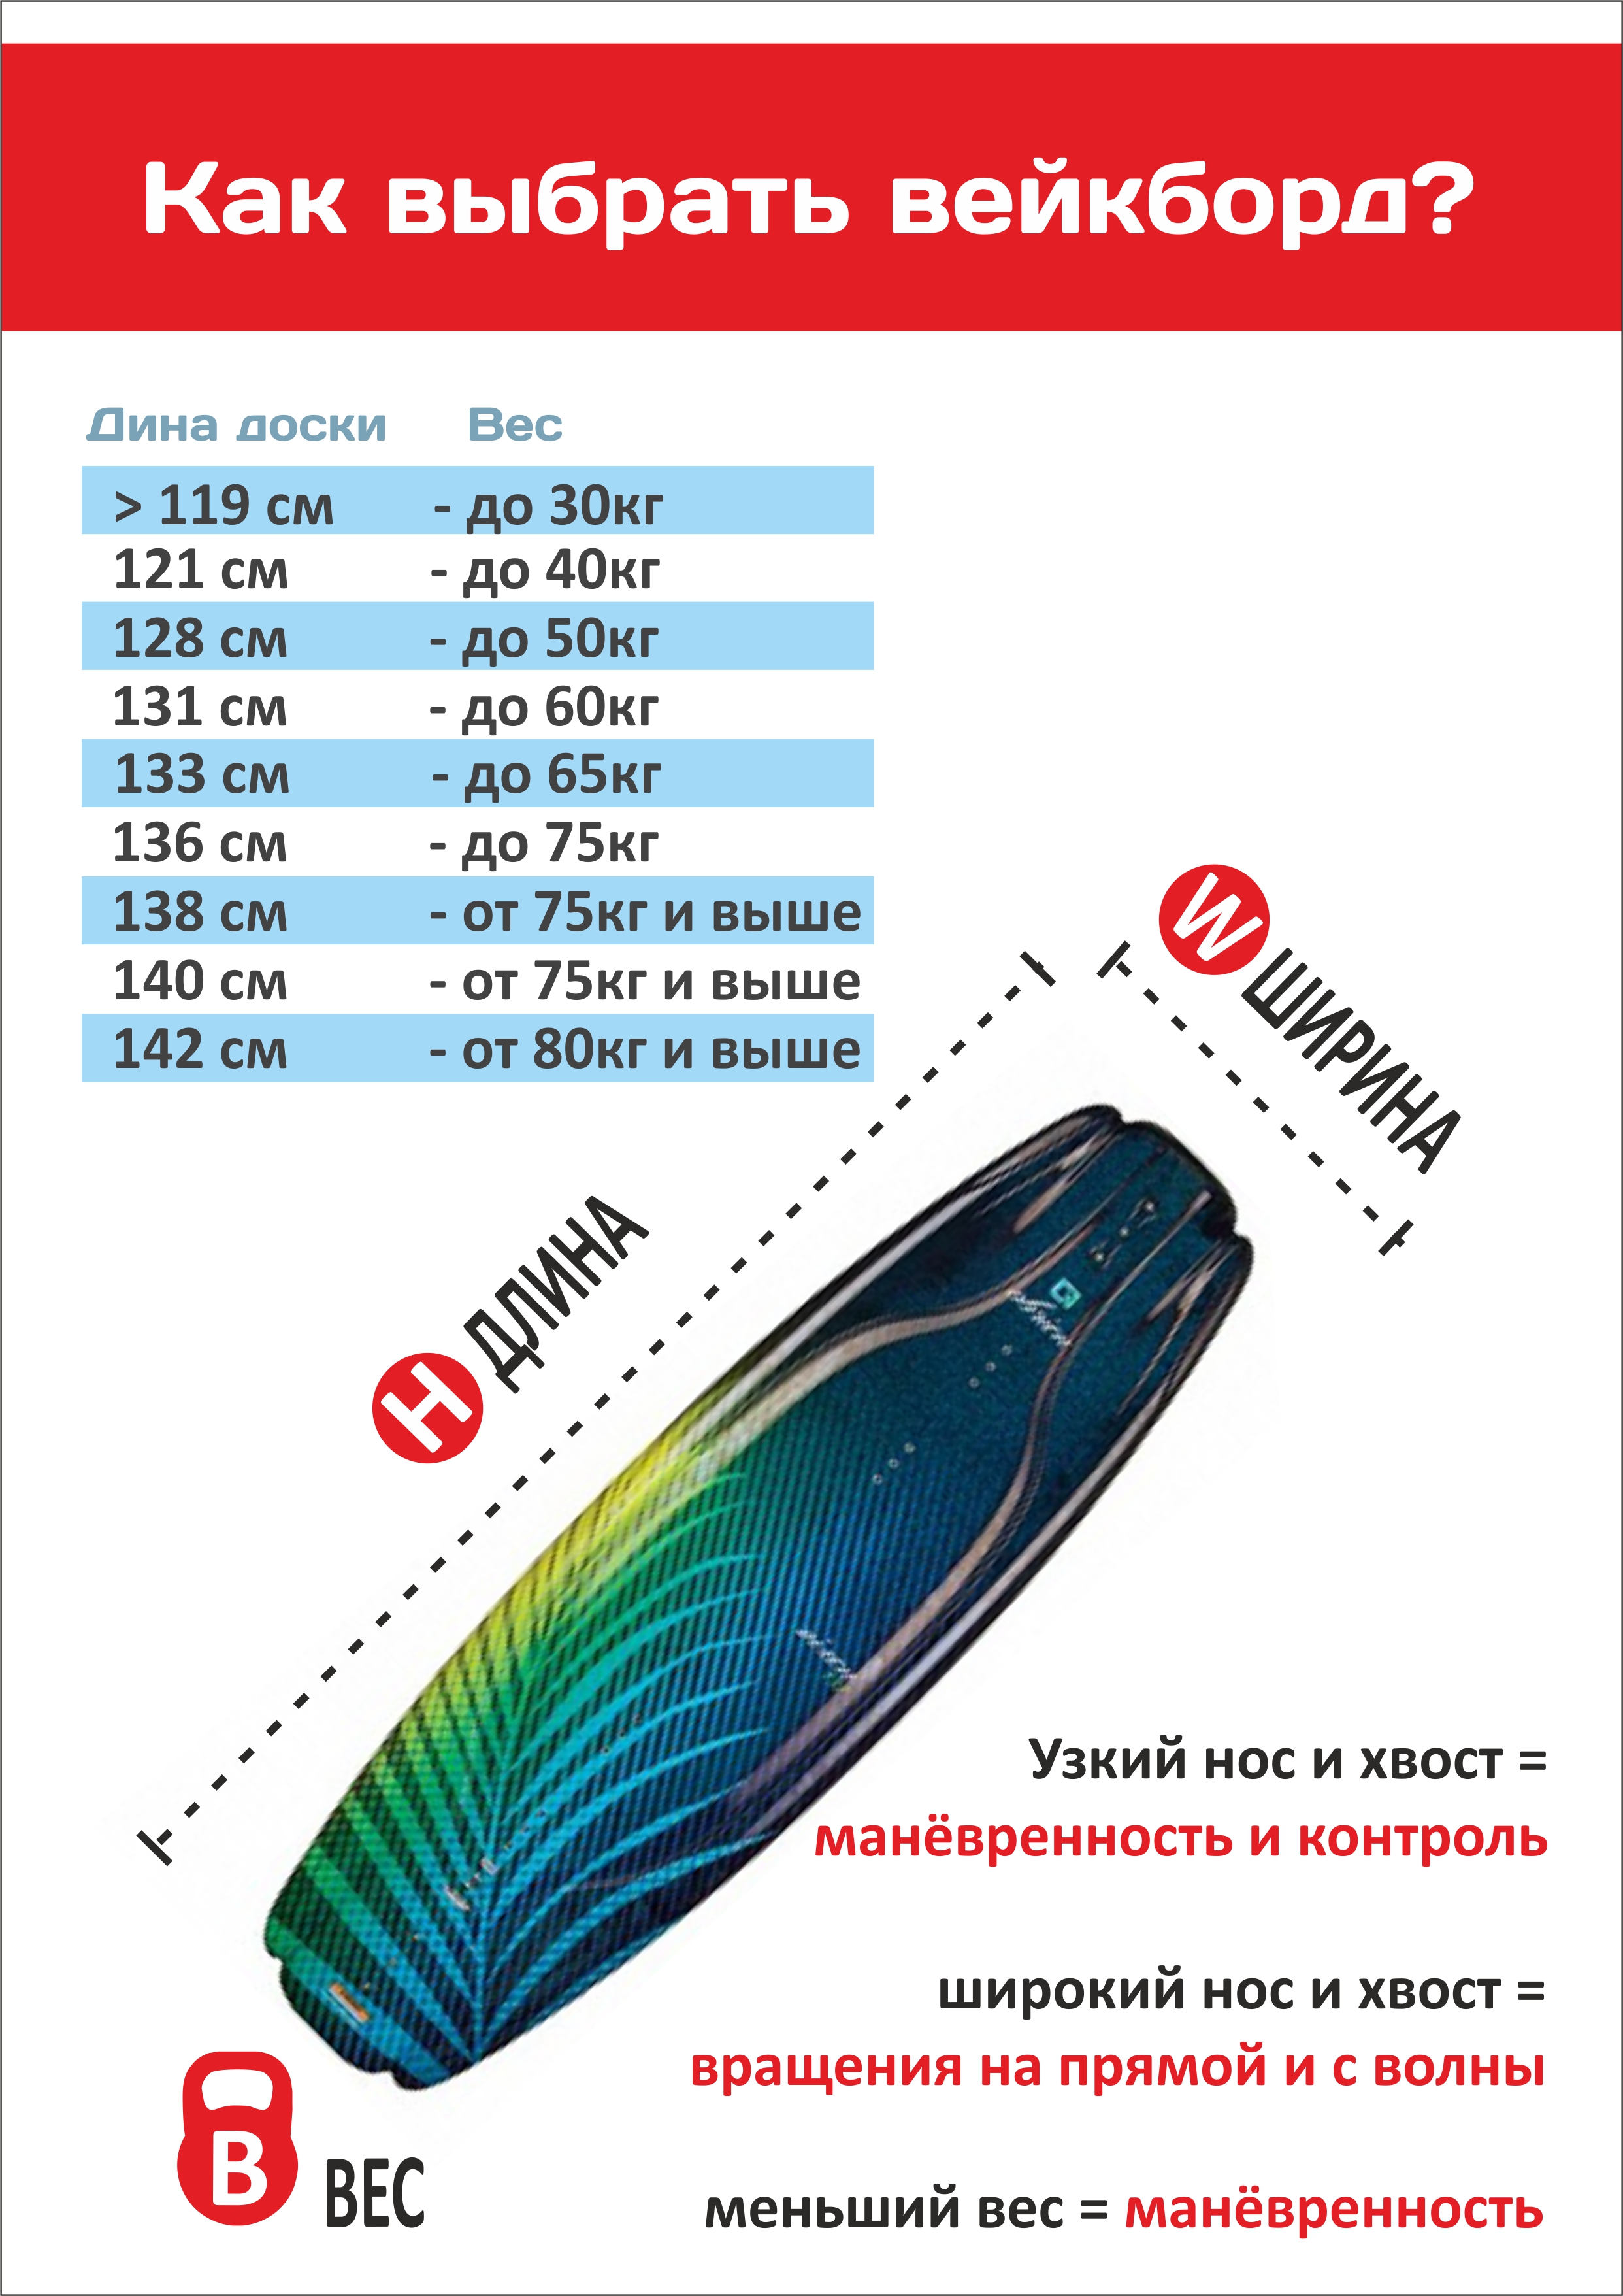 Как выбрать вейкборд?
Дина доски Вес
> 119 см - до 30кг
121 см - до 40кг
128 см - до 50кг
131 см - до 60кг
133 см - до 65кг
136 см - до 75кг
138 см - от 75кг и выше
140 см - от 75кг и выше
142 см - от 80кг и выше
W ШИРИНА
H ДЛИНА
Узкий нос и хвост =
манёвренность и контроль
широкий нос и хвост =
вращения на прямой и с волны
B ВЕС
меньший вес = манёвренность